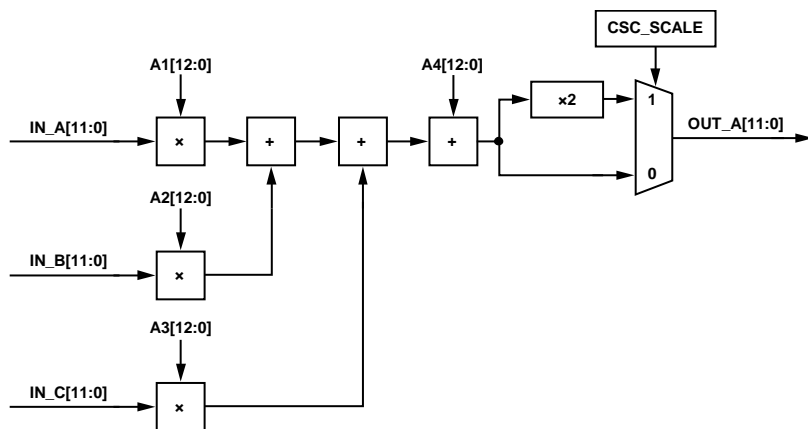 CSC_SCALE
A1[12:0]
A4[12:0]
×2
1
IN_A[11:0]
×
+
+
+
OUT_A[11:0]
0
A2[12:0]
IN_B[11:0]
×
A3[12:0]
IN_C[11:0]
×